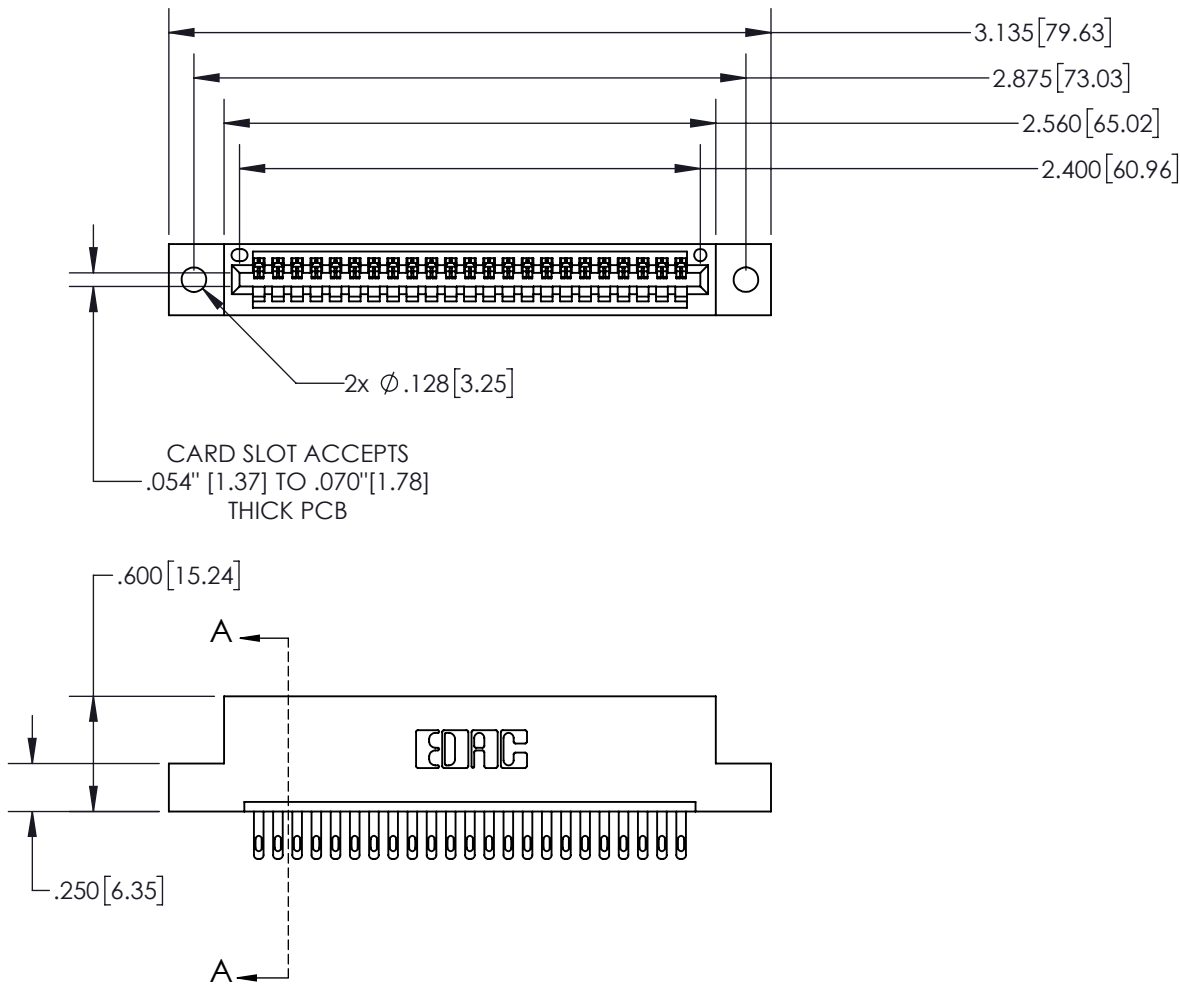 3.135[79.63]
2.875[73.03]
2.560[65.02]
2.400[60.96]
2x ∅.128[3.25]
CARD SLOT ACCEPTS
.054" [1.37] TO .070"[1.78]
THICK PCB
.600[15.24]
A
EDAC
.250[6.35]
A